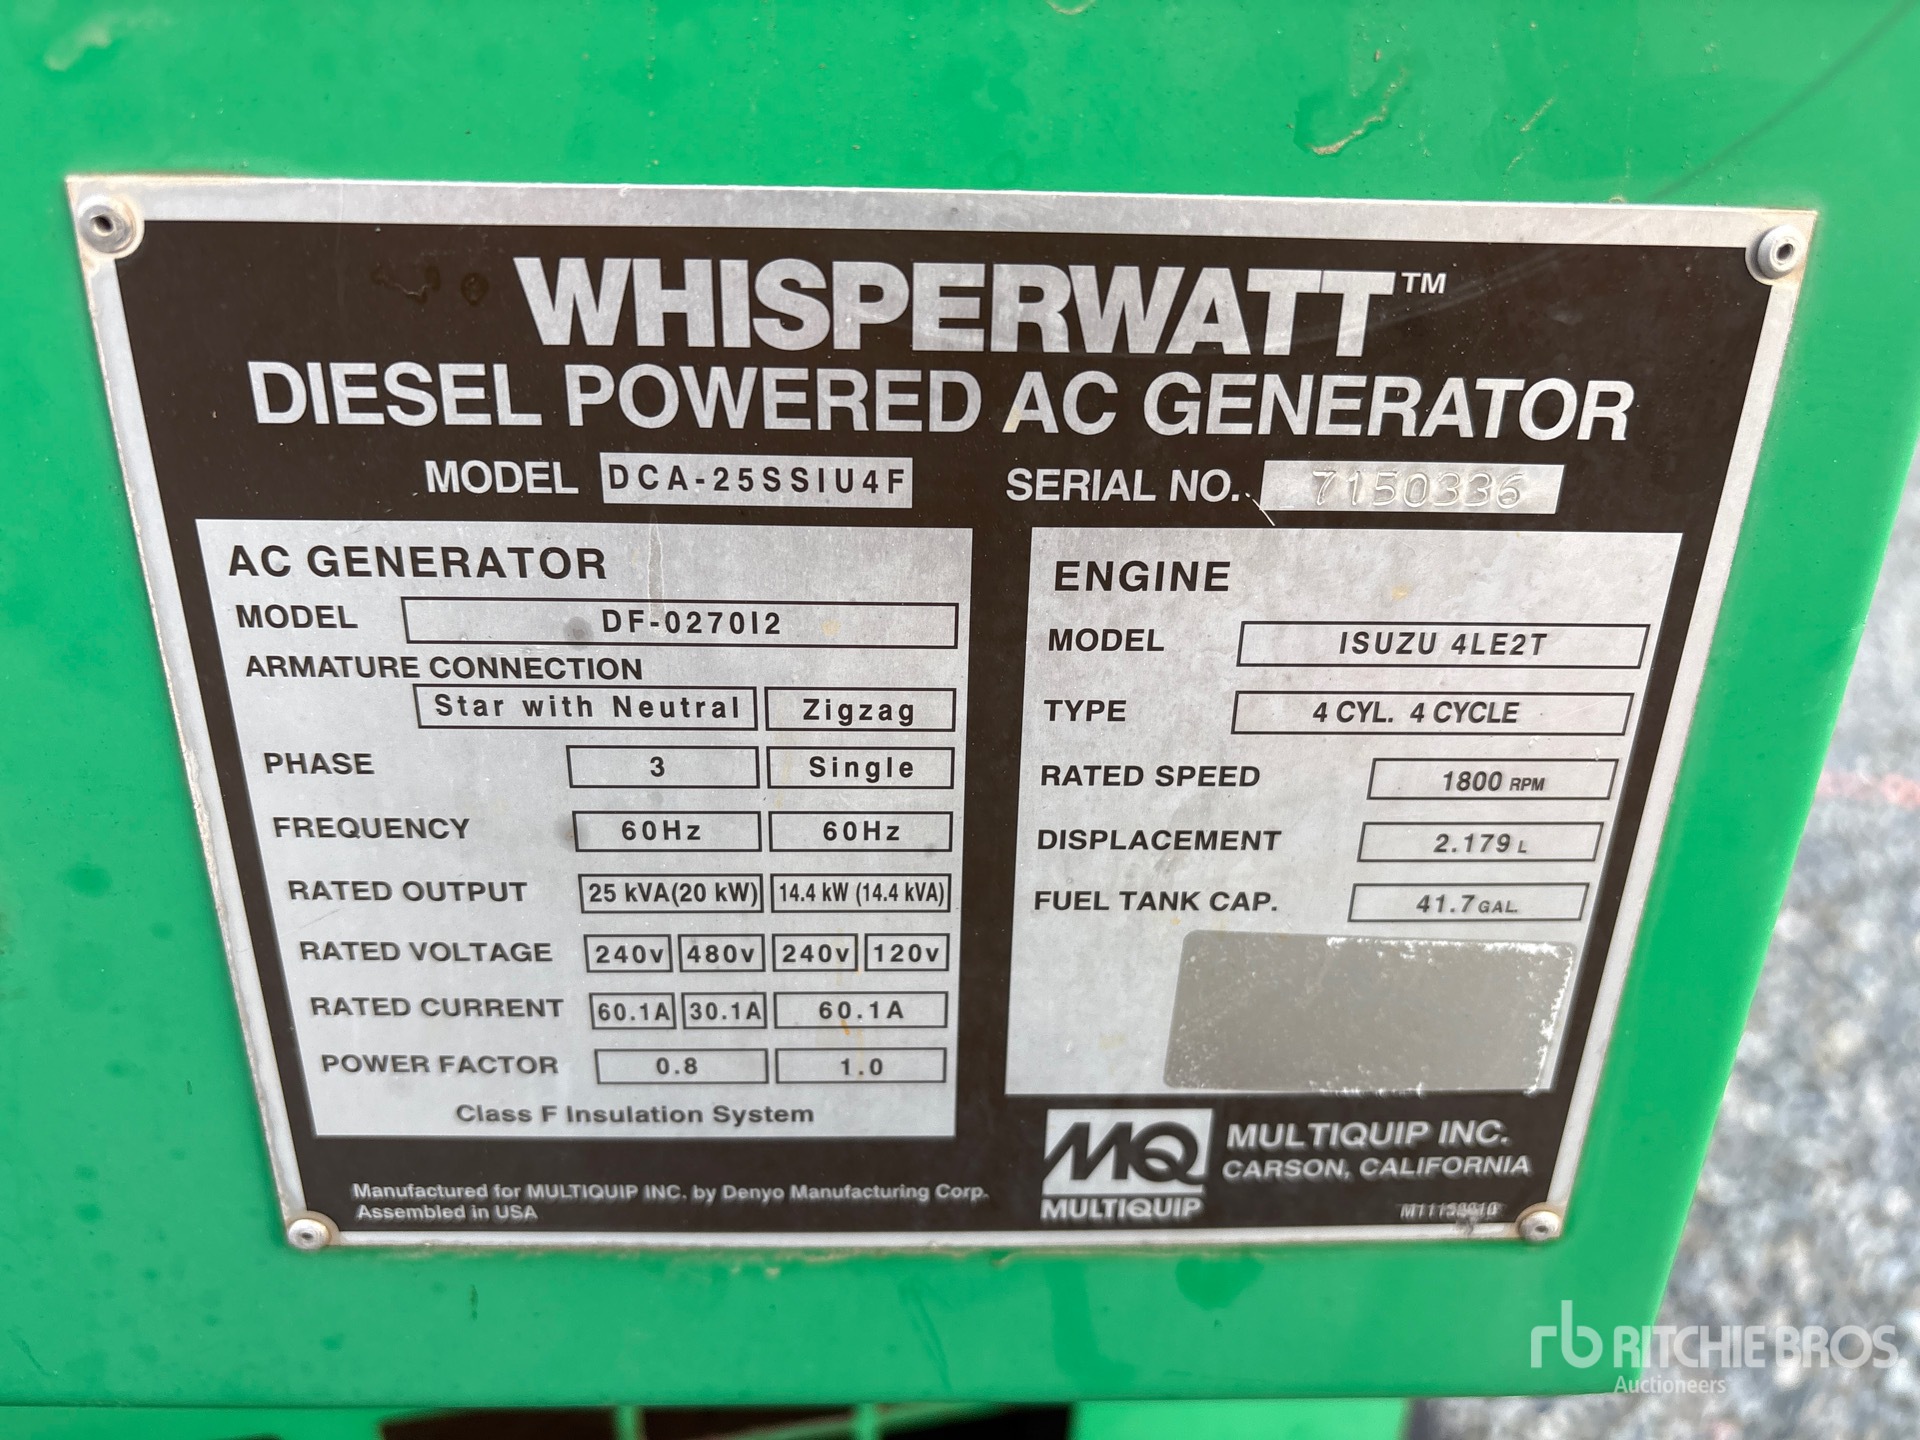 WHISPERWATT™
DIESEL POWERED AC GENERATOR
MODEL DCA-25SSIU4F
SERIAL NO. 7150336
AC GENERATOR
MODEL DF-0270I2
ARMATURE CONNECTION
Star with Neutral Zigzag
PHASE 3 Single
FREQUENCY 60Hz 60Hz
RATED OUTPUT 25 kVA(20 kW) 14.4 kW (14.4 kVA)
RATED VOLTAGE 240v 480v 240v 120v
RATED CURRENT 60.1A 30.1A 60.1A
POWER FACTOR 0.8 1.0
Class F Insulation System
ENGINE
MODEL ISUZU 4LE2T
TYPE 4 CYL. 4 CYCLE
RATED SPEED 1800 RPM
DISPLACEMENT 2.179 L
FUEL TANK CAP. 41.7 GAL.
Manufactured for MULTIQUIP INC. by Denyo Manufacturing Corp.
Assembled in USA
MQ
MULTIQUIP
MULTIQUIP INC.
CARSON, CALIFORNIA
rb RITCHIE BROS.
Auctioneers